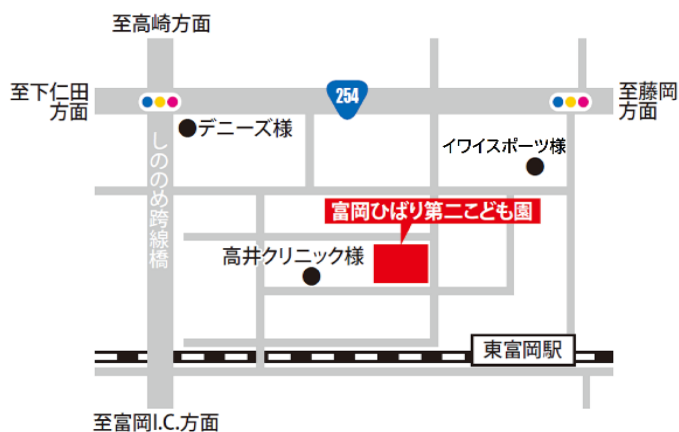 至高崎方面
至下仁田
方面
254
至藤岡
方面
デニーズ様
イワイスポーツ様
しののめ跨線橋
富岡ひばり第二こども園
高井クリニック様
東富岡駅
至富岡I.C.方面